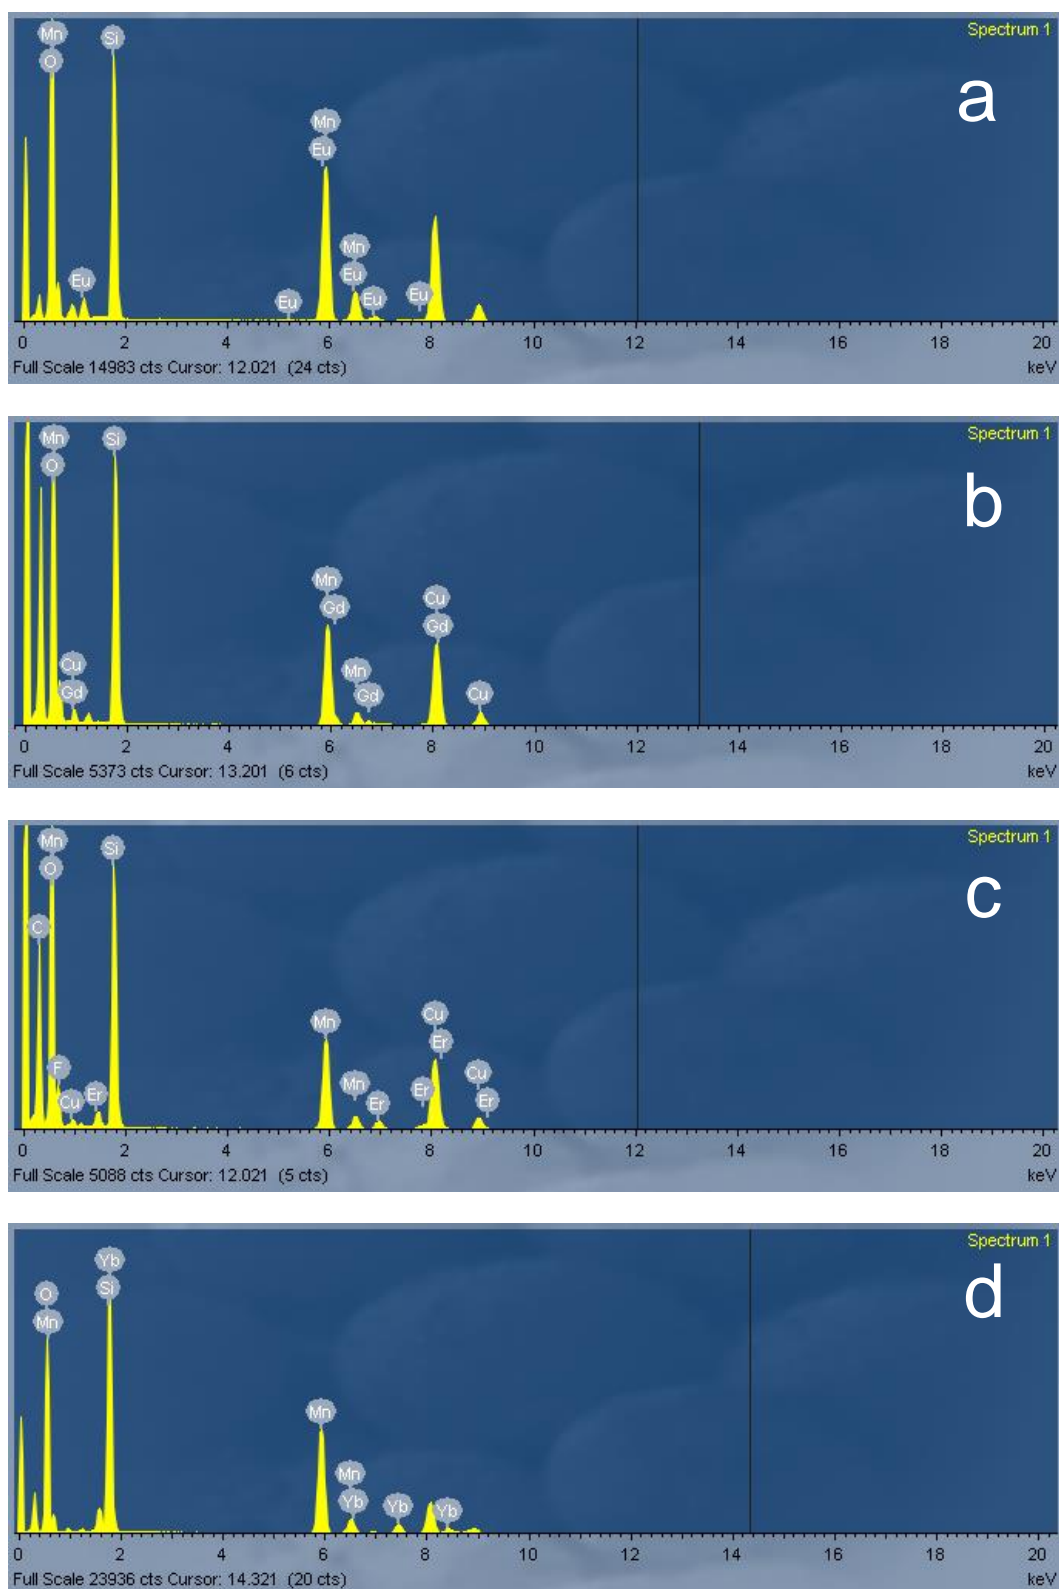 Spectrum 1
a
Mn
O
Si
Mn
Eu
Mn
Eu
Eu
Eu
Eu
Eu
0 2 4 6 8 10 12 14 16 18 20
Full Scale 14983 cts Cursor: 12.021 (24 cts) keV
Spectrum 1
b
Mn
O
Si
Mn
Gd
Cu
Gd
Cu
Gd
Mn
Gd
Cu
0 2 4 6 8 10 12 14 16 18 20
Full Scale 5373 cts Cursor: 13.201 (6 cts) keV
Spectrum 1
c
Mn
O
Si
C
Mn
Cu
Er
F
Cu
Er
Mn
Er
Er
Cu
Er
0 2 4 6 8 10 12 14 16 18 20
Full Scale 5088 cts Cursor: 12.021 (5 cts) keV
Spectrum 1
d
Yb
Si
O
Mn
Mn
Mn
Yb
Yb
Yb
0 2 4 6 8 10 12 14 16 18 20
Full Scale 23936 cts Cursor: 14.321 (20 cts) keV